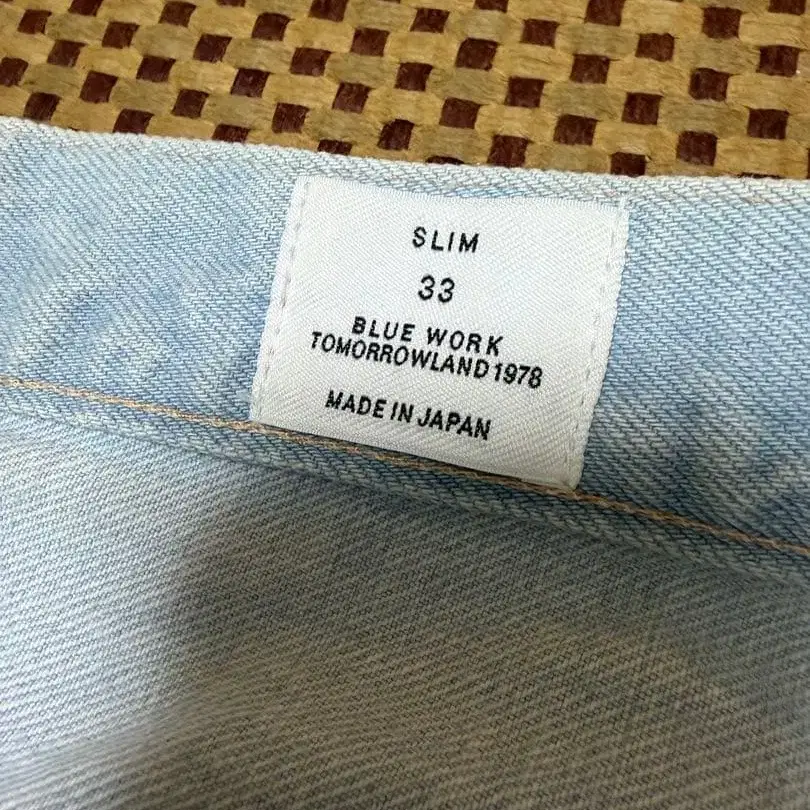 SLIM
33
BLUE WORK
TOMORROWLAND 1978
MADE IN JAPAN